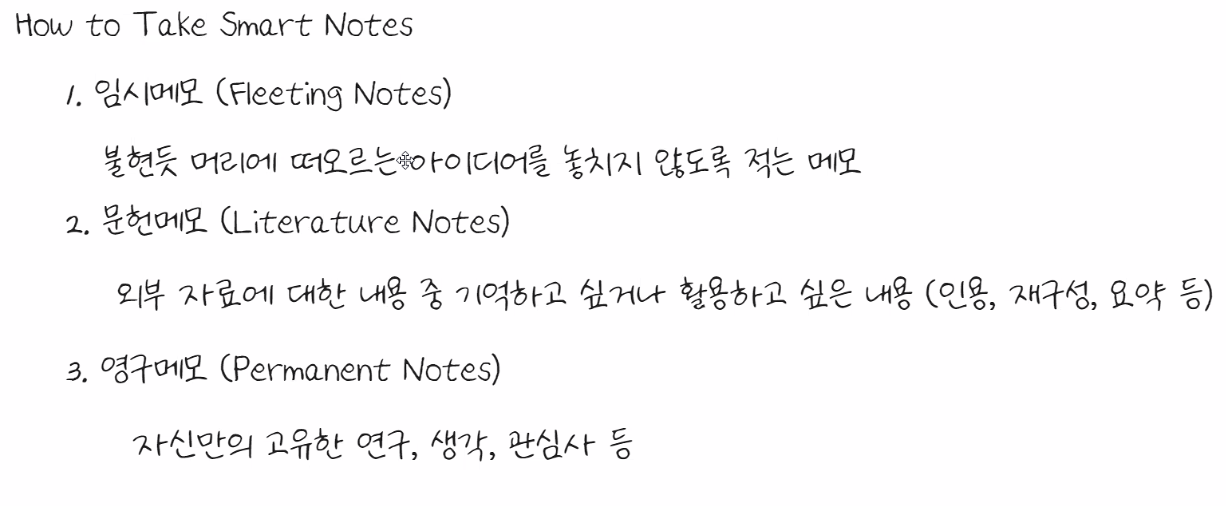 How to Take Smart Notes
1. 임시메모 (Fleeting Notes)
불현듯 머리에 떠오르는 아이디어를 놓치지 않도록 적는 메모
2. 문헌메모 (Literature Notes)
외부 자료에 대한 내용 중 기억하고 싶거나 활용하고 싶은 내용 (인용, 재구성, 요약 등)
3. 영구메모 (Permanent Notes)
자신만의 고유한 연구, 생각, 관심사 등